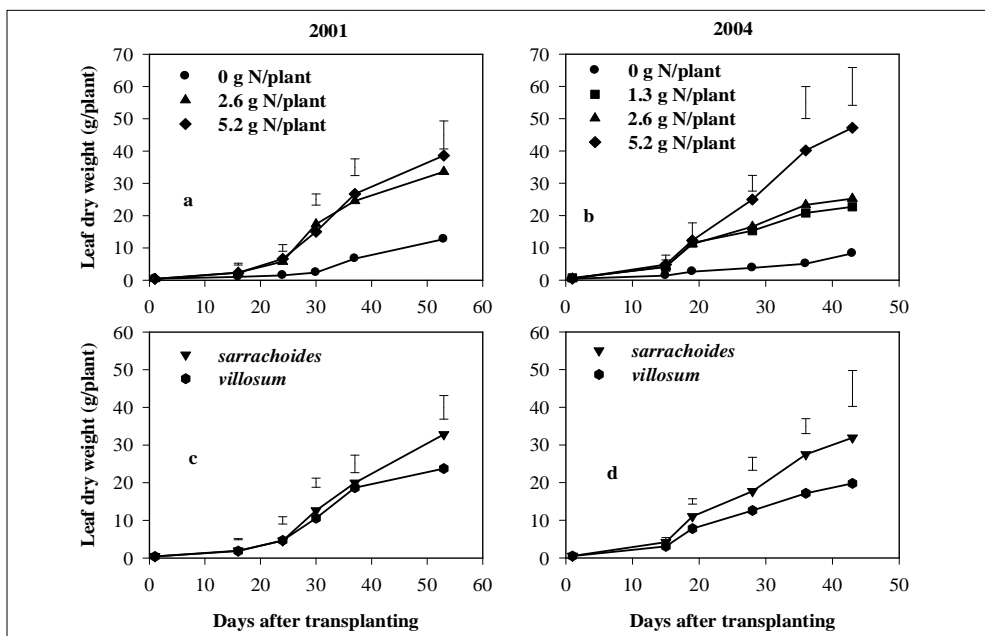 2001
Leaf dry weight (g/plant)
70
60
50
40
30
20
10
0
0 g N/plant
2.6 g N/plant
5.2 g N/plant
a
0 10 20 30 40 50 60
2004
70
60
50
40
30
20
10
0
0 g N/plant
1.3 g N/plant
2.6 g N/plant
5.2 g N/plant
b
0 10 20 30 40 50
Leaf dry weight (g/plant)
60
50
40
30
20
10
0
sarrachoides
villosum
c
0 10 20 30 40 50 60
Days after transplanting
60
50
40
30
20
10
0
sarrachoides
villosum
d
0 10 20 30 40 50
Days after transplanting